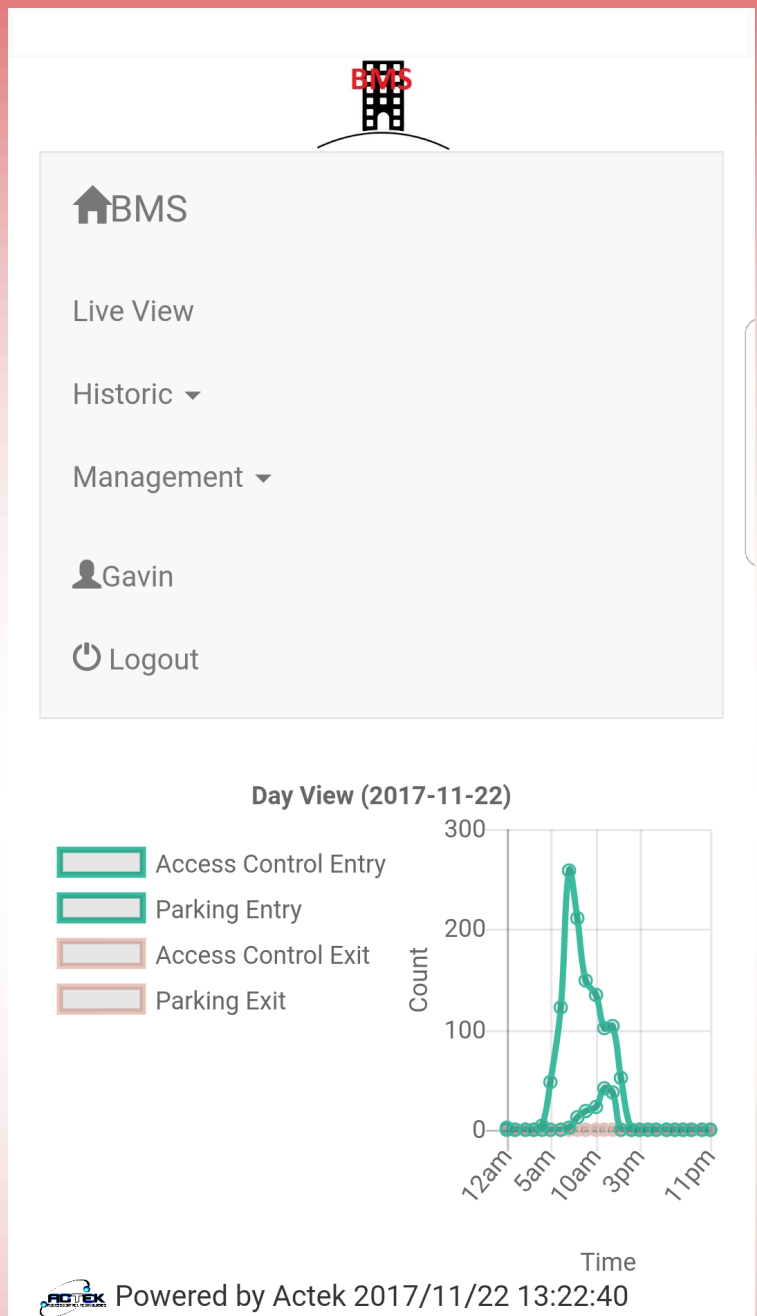 BMS
BMS
Live View
Historic
Management
Gavin
Logout
Day View (2017-11-22)
Access Control Entry
Parking Entry
Access Control Exit
Parking Exit
Count
300
200
100
0
12am
5am
10am
3pm
11pm
Time
ACTEK
Powered by Actek 2017/11/22 13:22:40